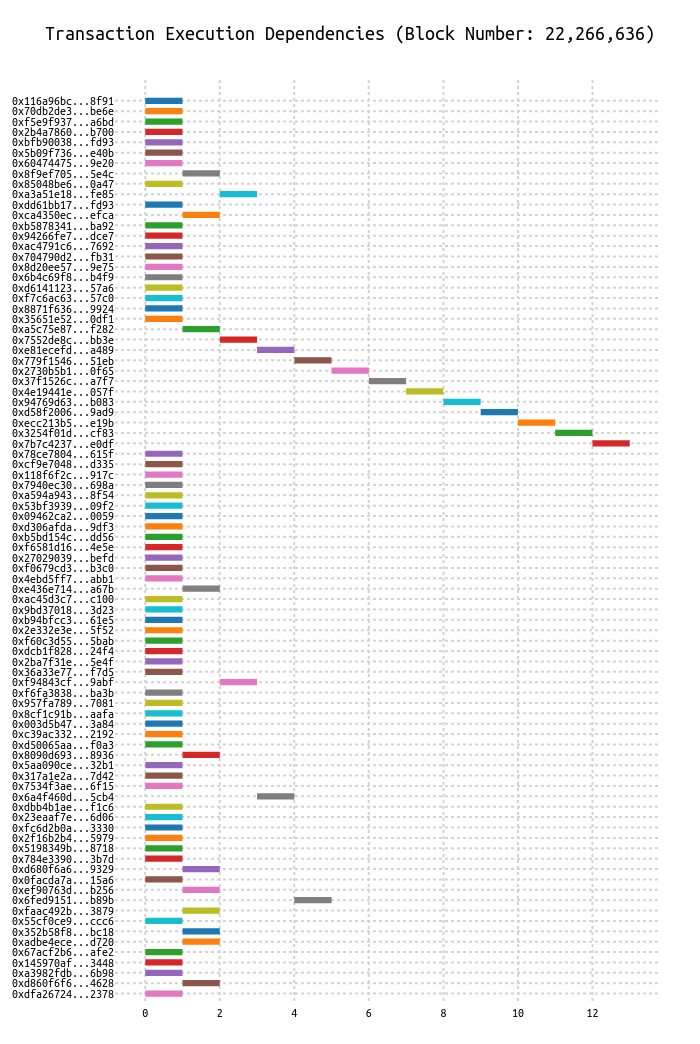 Transaction Execution Dependencies (Block Number: 22,266,636)
0x116a96bc...8f91
0x70db2de3...be6e
0xf5e9f937...a6bd
0x2b4a7860...b700
0xbfb90038...fd93
0x5b09f736...e40b
0x60474475...9e20
0x8f9ef705...5e4c
0x85048be6...0a47
0xa3a51e18...fe85
0xdd61bb17...fd93
0xca4350ec...efca
0xb5878341...ba92
0x94266fe7...dce7
0xac4791c6...7692
0x704790d2...fb31
0x8d20ee57...9e75
0x6b4c69f8...b4f9
0xd6141123...57a6
0xf7c6ac63...57c0
0x8871f636...9924
0x35651e52...0df1
0xa5c75e87...f282
0x7552de8c...bb3e
0xe81ecefd...a489
0x779f1546...51eb
0x2730b5b1...0f65
0x37f1526c...a7f7
0x4e19441e...057f
0x94769d63...b083
0xd58f2006...9ad9
0xecc213b5...e19b
0x3254f01d...cf83
0x7b7c4237...e0df
0x78ce7804...615f
0xcf9e7048...d335
0x118f6f2c...917c
0x7940ec30...698a
0xa594a943...8f54
0x53bf3939...09f2
0x09462ca2...0059
0xd306afda...9df3
0xb5bd154c...dd56
0xf6581d16...4e5e
0x27029039...befd
0xf0679cd3...b3c0
0x4ebd5ff7...abb1
0xe436e714...a67b
0xac45d3c7...c100
0x9bd37018...3d23
0xb94bfcc3...61e5
0x2e332e3e...5f52
0xf60c3d55...5bab
0xdcb1f828...24f4
0x2ba7f31e...5e4f
0x36a33e77...f7d5
0xf94843cf...9abf
0xf6fa3838...ba3b
0x957fa789...7081
0x8cf1c91b...aafa
0x003d5b47...3a84
0xc39ac332...2192
0xd50065aa...f0a3
0x8090d693...8936
0x5aa090ce...32b1
0x317a1e2a...7d42
0x7534f3ae...6f15
0x6a4f460d...5cb4
0xdbb4b1ae...f1c6
0x23eaaf7e...6d06
0xfc6d2b0a...3330
0x2f16b2b4...5979
0x5198349b...8718
0x784e3390...3b7d
0xd680f6a6...9329
0x0facda7a...15a6
0xef90763d...b256
0x6fed9151...b89b
0xfaac492b...3879
0x55cf0ce9...ccc6
0x352b58f8...bc18
0xadbe4ece...d720
0x67acf2b6...afe2
0x145970af...3448
0xa3982fdb...6b98
0xd860f6f6...4628
0xdfa26724...2378
0 2 4 6 8 10 12